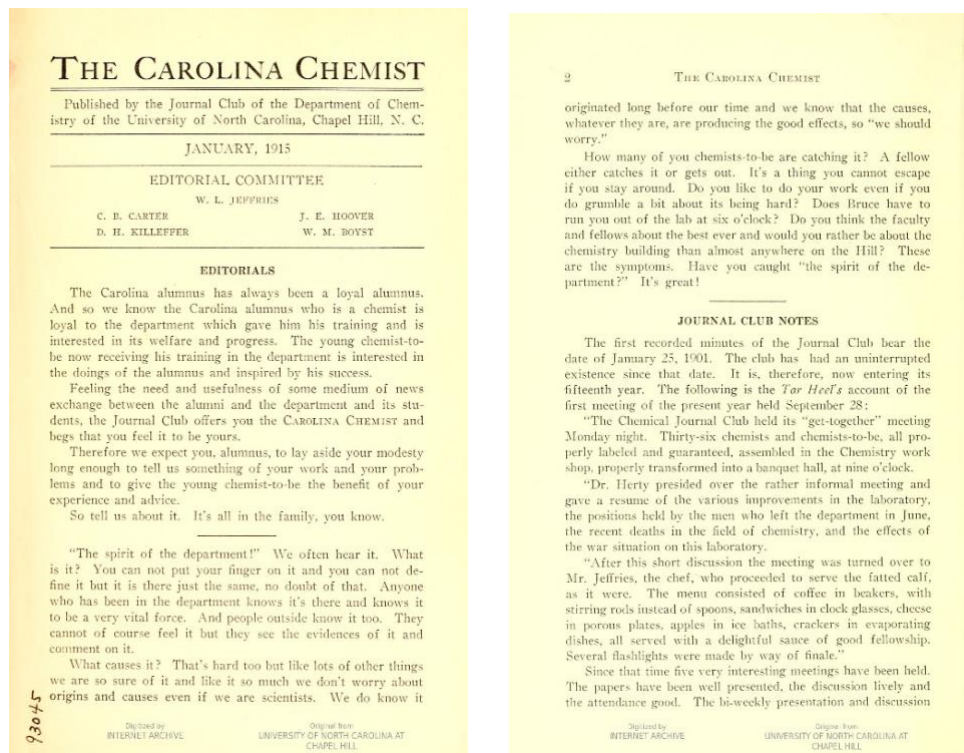 THE CAROLINA CHEMIST
Published by the Journal Club of the Department of Chem-
istry of the University of North Carolina, Chapel Hill, N. C.
JANUARY, 1915
EDITORIAL COMMITTEE
W. L. JEFFRIES
C. B. CARTER J. E. HOOVER
D. H. KILLEFFER W. M. BOYST
EDITORIALS
The Carolina alumnus has always been a loyal alumnus.
And so we know the Carolina alumnus who is a chemist is
loyal to the department which gave him his training and is
interested in its welfare and progress. The young chemist-to-
be now receiving his training in the department is interested in
the doings of the alumnus and inspired by his success.
Feeling the need and usefulness of some medium of news
exchange between the alumni and the department and its stu-
dents, the Journal Club offers you the CAROLINA CHEMIST and
begs that you feel it to be yours.
Therefore we expect you, alumnus, to lay aside your modesty
long enough to tell us something of your work and your prob-
lems and to give the young chemist-to-be the benefit of your
experience and advice.
So tell us about it. It's all in the family, you know.
"The spirit of the department!" We often hear it. What
is it? You can not put your finger on it and you can not de-
fine it but it is there just the same, no doubt of that. Anyone
who has been in the department knows it's there and knows it
to be a very vital force. And people outside know it too. They
cannot of course feel it but they see the evidences of it and
comment on it.
What causes it? That's hard too but like lots of other things
we are so sure of it and like it so much we don't worry about
origins and causes even if we are scientists. We do know it
93045
Digitized by
INTERNET ARCHIVE
Original from
UNIVERSITY OF NORTH CAROLINA AT
CHAPEL HILL
2 THE CAROLINA CHEMIST
originated long before our time and we know that the causes,
whatever they are, are producing the good effects, so "we should
worry."
How many of you chemists-to-be are catching it? A fellow
either catches it or gets out. It's a thing you cannot escape
if you stay around. Do you like to do your work even if you
do grumble a bit about its being hard? Does Bruce have to
run you out of the lab at six o'clock? Do you think the faculty
and fellows about the best ever and would you rather be about the
chemistry building than almost anywhere on the Hill? These
are the symptoms. Have you caught "the spirit of the de-
partment?" It's great!
JOURNAL CLUB NOTES
The first recorded minutes of the Journal Club bear the
date of January 25, 1901. The club has had an uninterrupted
existence since that date. It is, therefore, now entering its
fifteenth year. The following is the Tar Heel's account of the
first meeting of the present year held September 28:
"The Chemical Journal Club held its "get-together" meeting
Monday night. Thirty-six chemists and chemists-to-be, all pro-
perly labeled and guaranteed, assembled in the Chemistry work
shop, properly transformed into a banquet hall, at nine o'clock.
"Dr. Herty presided over the rather informal meeting and
gave a resume of the various improvements in the laboratory,
the positions held by the men who left the department in June,
the recent deaths in the field of chemistry, and the effects of
the war situation on this laboratory.
"After this short discussion the meeting was turned over to
Mr. Jeffries, the chef, who proceeded to serve the fatted calf,
as it were. The menu consisted of coffee in beakers, with
stirring rods instead of spoons, sandwiches in clock glasses, cheese
in porous plates, apples in ice baths, crackers in evaporating
dishes, all served with a delightful sauce of good fellowship.
Several flashlights were made by way of finale."
Since that time five very interesting meetings have been held.
The papers have been well presented, the discussion lively and
the attendance good. The bi-weekly presentation and discussion
Digitized by
INTERNET ARCHIVE
Original from
UNIVERSITY OF NORTH CAROLINA AT
CHAPEL HILL